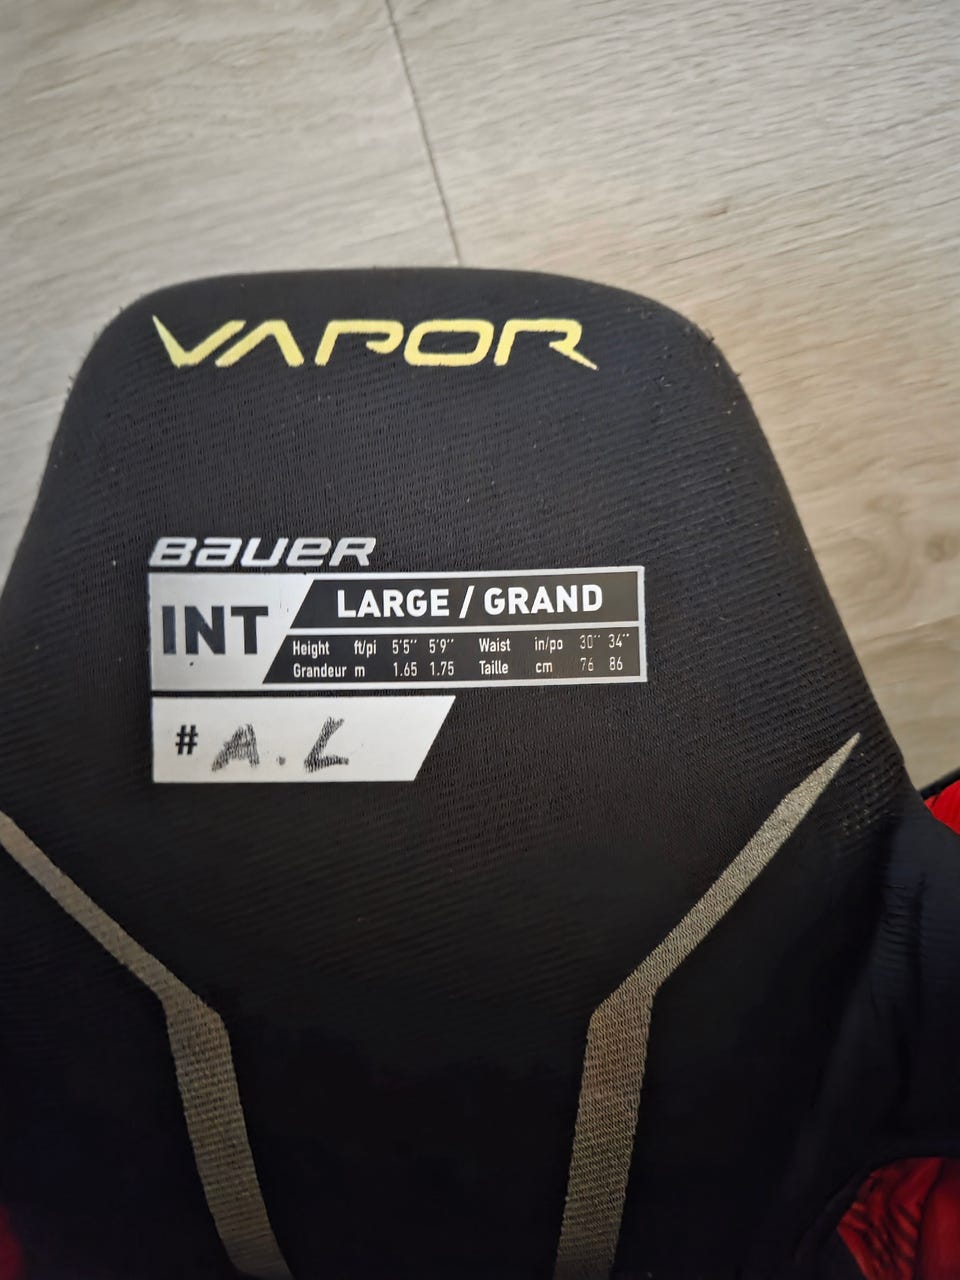 VAPOR
BAUER
INT
LARGE / GRAND
Height ft/pi 5'5'' 5'9'' Waist in/po 30'' 34''
Grandeur m 1.65 1.75 Taille cm 76 86
# A.L